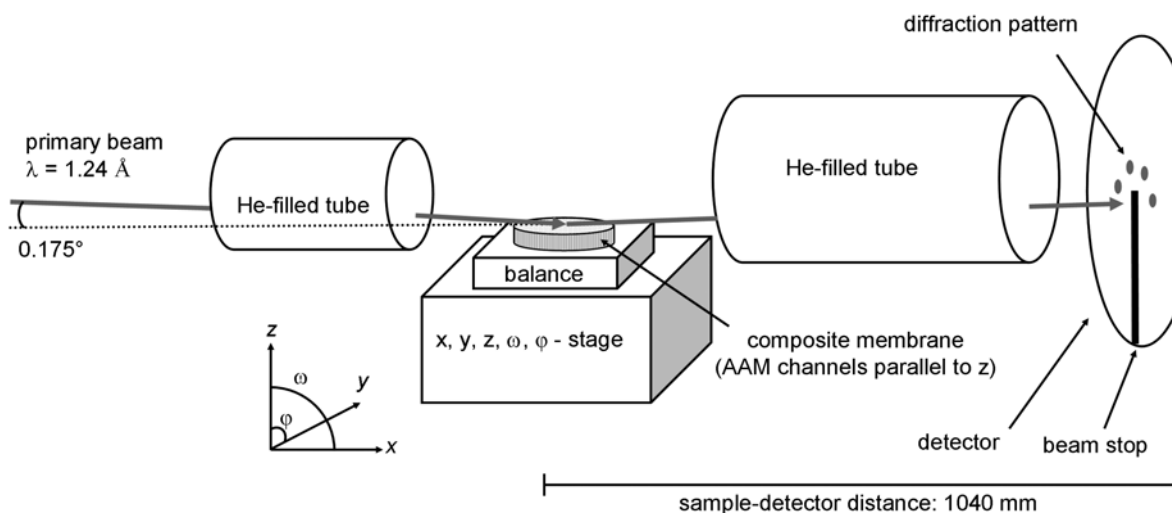 diffraction pattern
primary beam
λ = 1.24 Å
He-filled tube
He-filled tube
0.175°
balance
x, y, z, ω, φ - stage
composite membrane
(AAM channels parallel to z)
z
ω
y
φ
x
detector
beam stop
sample-detector distance: 1040 mm